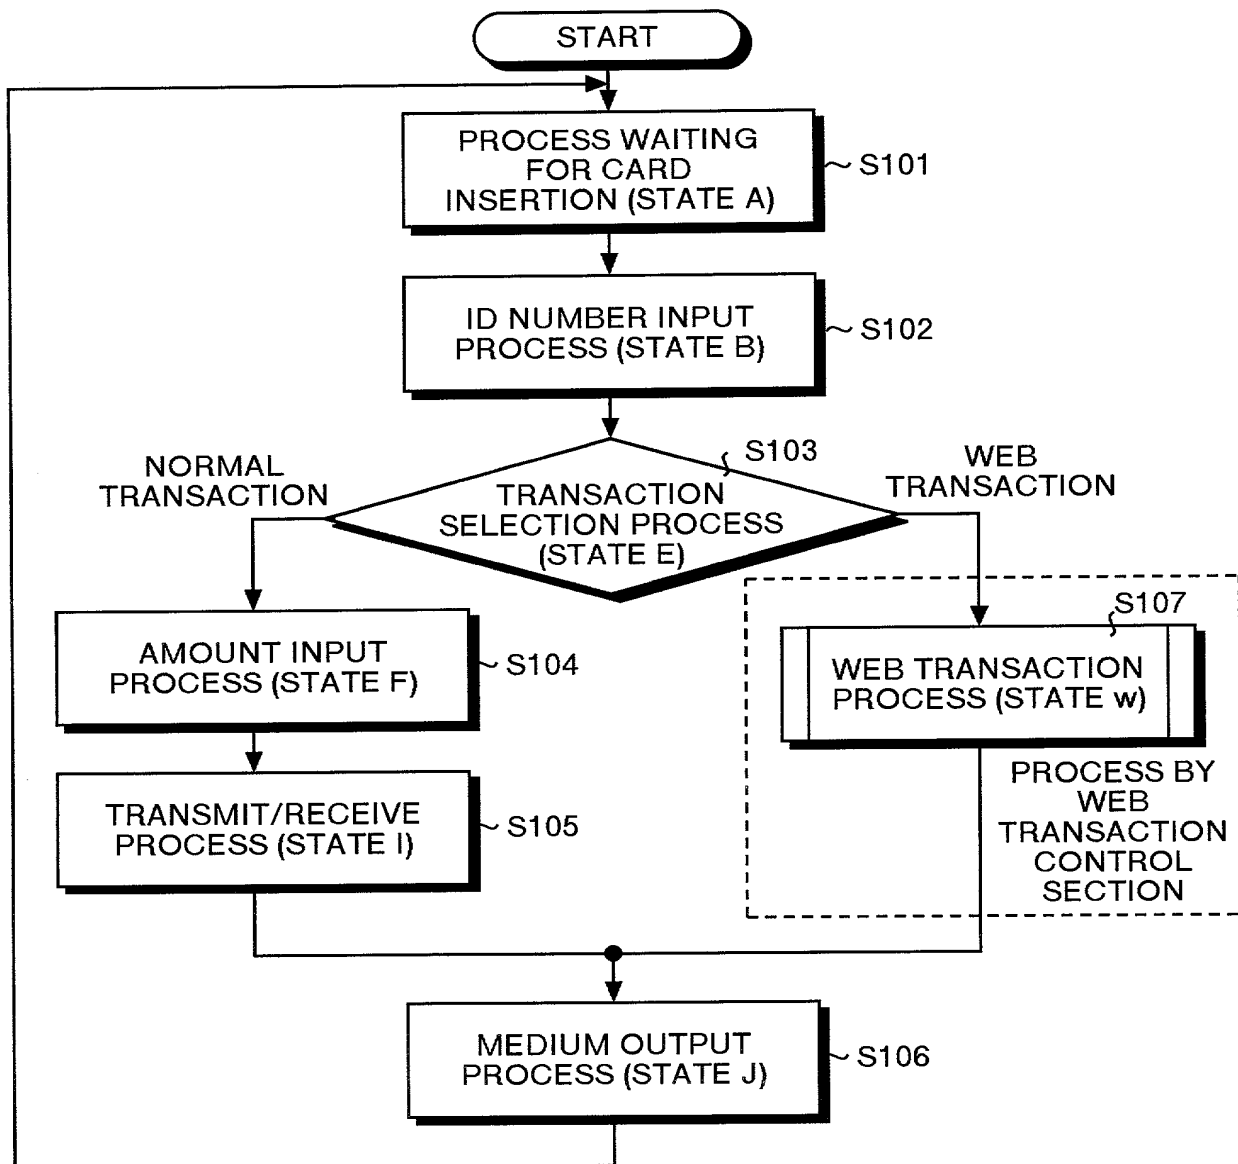 START
PROCESS WAITING
FOR CARD
INSERTION (STATE A)
S101
ID NUMBER INPUT
PROCESS (STATE B)
S102
S103
NORMAL
TRANSACTION
WEB
TRANSACTION
TRANSACTION
SELECTION PROCESS
(STATE E)
S107
AMOUNT INPUT
PROCESS (STATE F)
S104
WEB TRANSACTION
PROCESS (STATE w)
TRANSMIT/RECEIVE
PROCESS (STATE I)
S105
PROCESS BY
WEB
TRANSACTION
CONTROL
SECTION
MEDIUM OUTPUT
PROCESS (STATE J)
S106